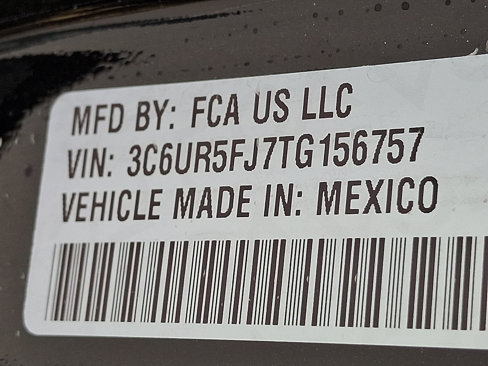 MFD BY: FCA US LLC
VIN: 3C6UR5FJ7TG156757
VEHICLE MADE IN: MEXICO